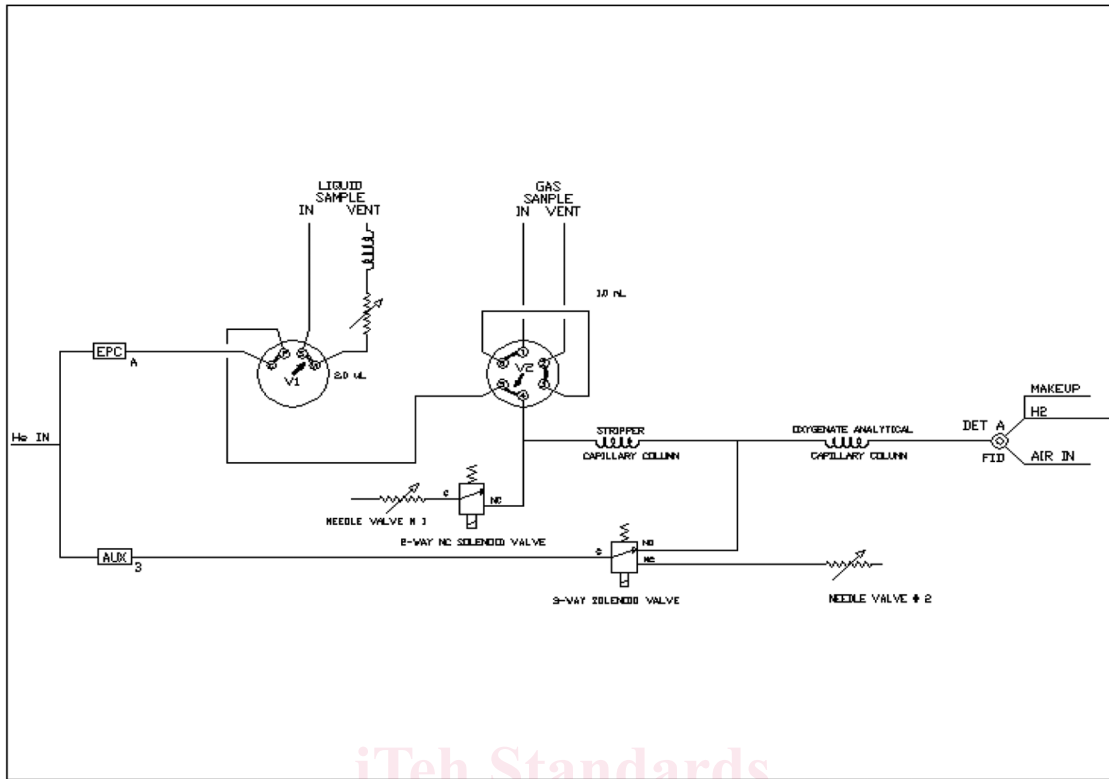 LIQUID
SAMPLE
IN VENT
GAS
SAMPLE
IN VENT
EPC
A
V1
2.0 uL
V2
1.0 mL
He IN
STRIPPER
CAPILLARY COLUMN
OXYGENATE ANALYTICAL
CAPILLARY COLUMN
DET A
FID
MAKEUP
H2
AIR IN
C
NC
NEEDLE VALVE # 1
2-WAY NC SOLENOID VALVE
AUX
3
C
NO
NC
3-WAY SOLENOID VALVE
NEEDLE VALVE # 2
iTeh Standards